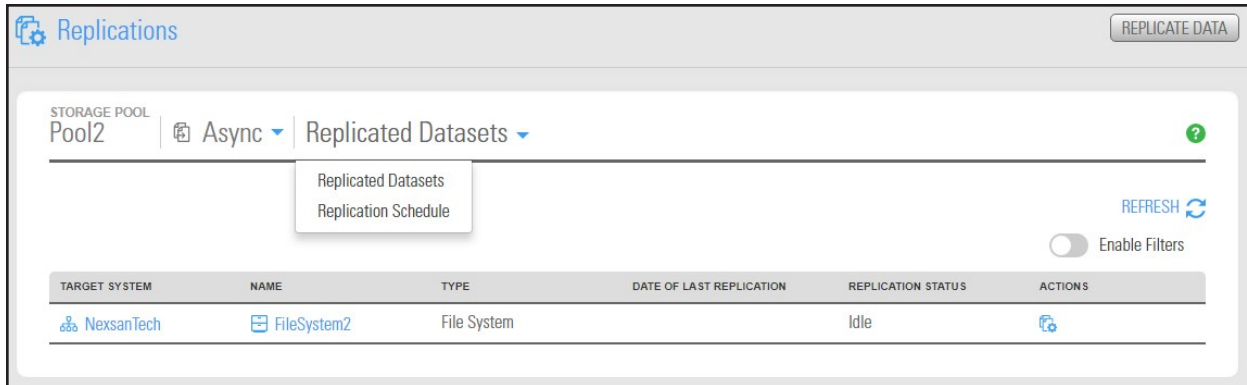 Replications
REPLICATE DATA
STORAGE POOL
Pool2
Async
Replicated Datasets
?
Replicated Datasets
Replication Schedule
REFRESH
Enable Filters
TARGET SYSTEM NAME TYPE DATE OF LAST REPLICATION REPLICATION STATUS ACTIONS
NexsanTech FileSystem2 File System Idle